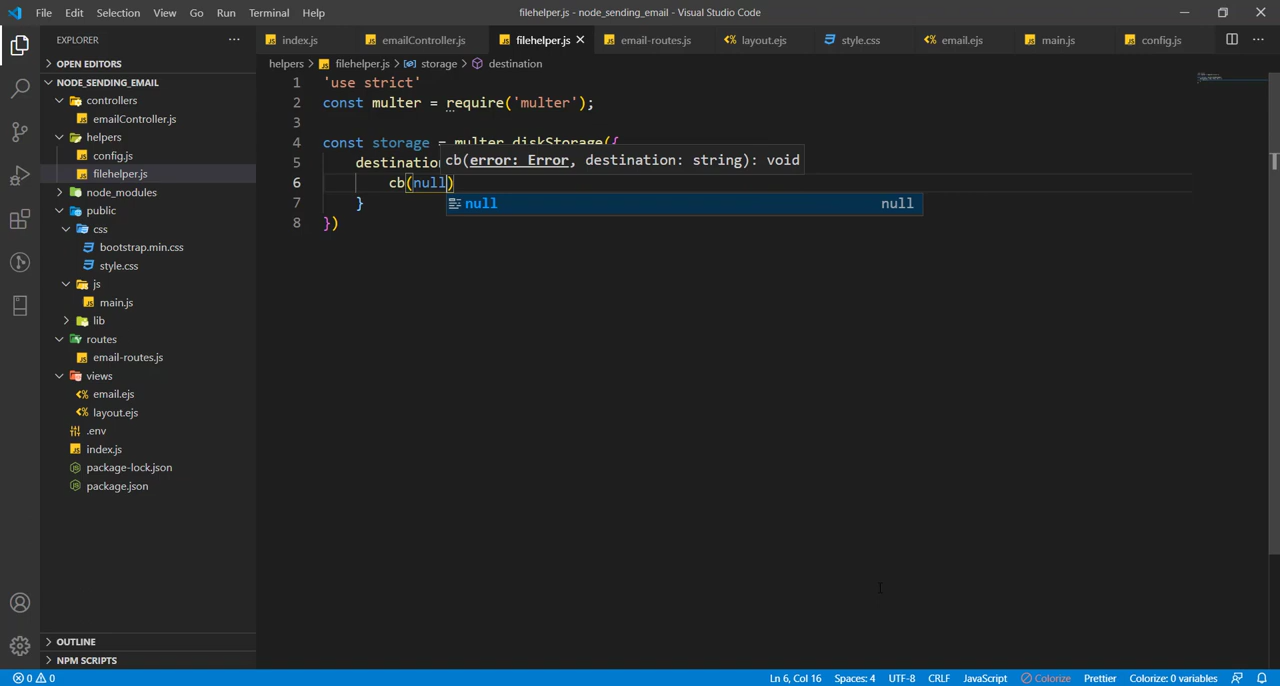 File Edit Selection View Go Run Terminal Help filehelper.js - node_sending_email - Visual Studio Code
EXPLORER
index.js emailController.js filehelper.js email-routes.js layout.ejs style.css email.ejs main.js config.js
OPEN EDITORS
helpers > filehelper.js > storage > destination
NODE_SENDING_EMAIL
controllers
emailController.js
helpers
config.js
filehelper.js
node_modules
public
css
bootstrap.min.css
style.css
js
main.js
lib
routes
email-routes.js
views
email.ejs
layout.ejs
.env
index.js
package-lock.json
package.json
OUTLINE
NPM SCRIPTS
1 'use strict'
2 const multer = require('multer');
3
4 const storage = multer.diskStorage({
5 destination
cb(error: Error, destination: string): void
6 cb(null)
null null
7 }
8 })
0 0 Ln 6, Col 16 Spaces: 4 UTF-8 CRLF JavaScript Colorize Prettier Colorize: 0 variables